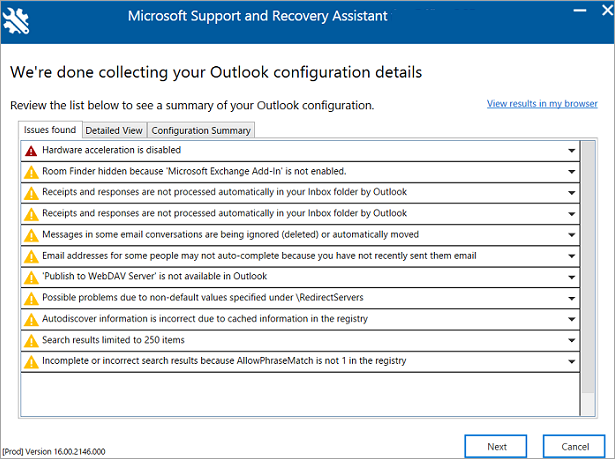 Microsoft Support and Recovery Assistant
We're done collecting your Outlook configuration details
Review the list below to see a summary of your Outlook configuration.
View results in my browser
Issues found
Detailed View
Configuration Summary
Hardware acceleration is disabled
Room Finder hidden because 'Microsoft Exchange Add-In' is not enabled.
Receipts and responses are not processed automatically in your Inbox folder by Outlook
Receipts and responses are not processed automatically in your Inbox folder by Outlook
Messages in some email conversations are being ignored (deleted) or automatically moved
Email addresses for some people may not auto-complete because you have not recently sent them email
'Publish to WebDAV Server' is not available in Outlook
Possible problems due to non-default values specified under \RedirectServers
Autodiscover information is incorrect due to cached information in the registry
Search results limited to 250 items
Incomplete or incorrect search results because AllowPhraseMatch is not 1 in the registry
Next
Cancel
[Prod] Version 16.00.2146.000